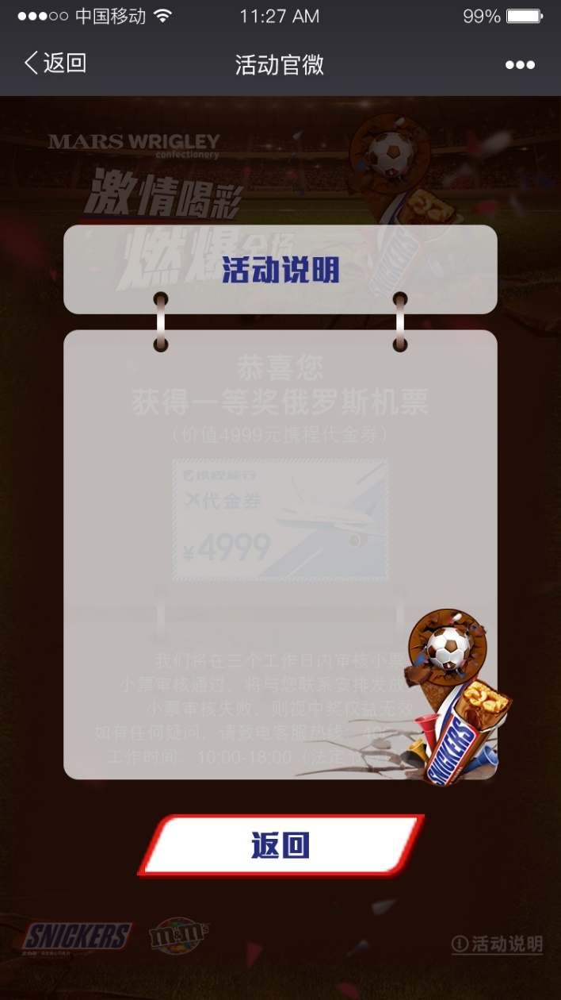 中国移动
11:27 AM
99%
返回
活动官微
MARS WRIGLEY
confectionery
激情喝彩
燃爆全场
活动说明
恭喜您
获得一等奖俄罗斯机票
（价值4999元携程代金券）
携程旅行
代金券
¥4999
我们将在三个工作日内审核小票
小票审核通过 将与您联系安排发放
小票审核失败，则视中奖权益无效
如有任何疑问 请致电客服热线
工作时间：10:00-18:00（法定
SNICKERS
返回
SNICKERS
m&m's
活动说明